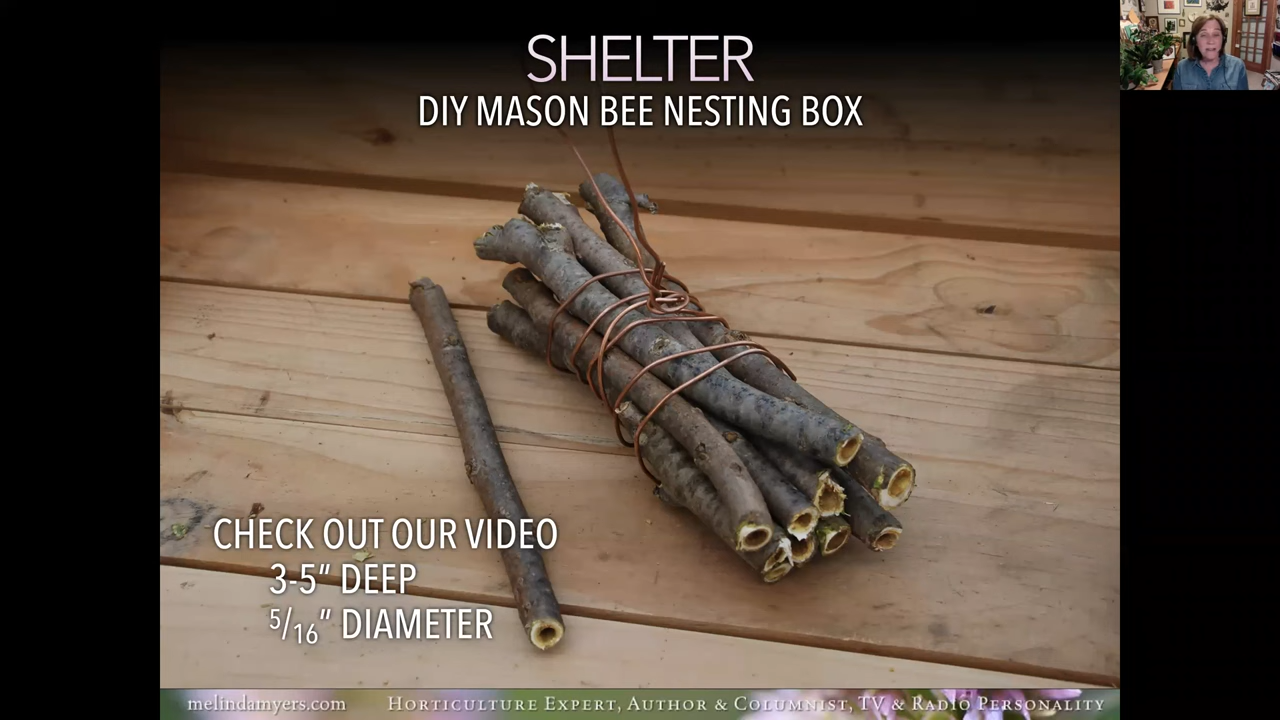 SHELTER
DIY MASON BEE NESTING BOX
CHECK OUT OUR VIDEO
3-5″ DEEP
5/16″ DIAMETER
melindamyers.com HORTICULTURE EXPERT, AUTHOR & COLUMNIST, TV & RADIO PERSONALITY